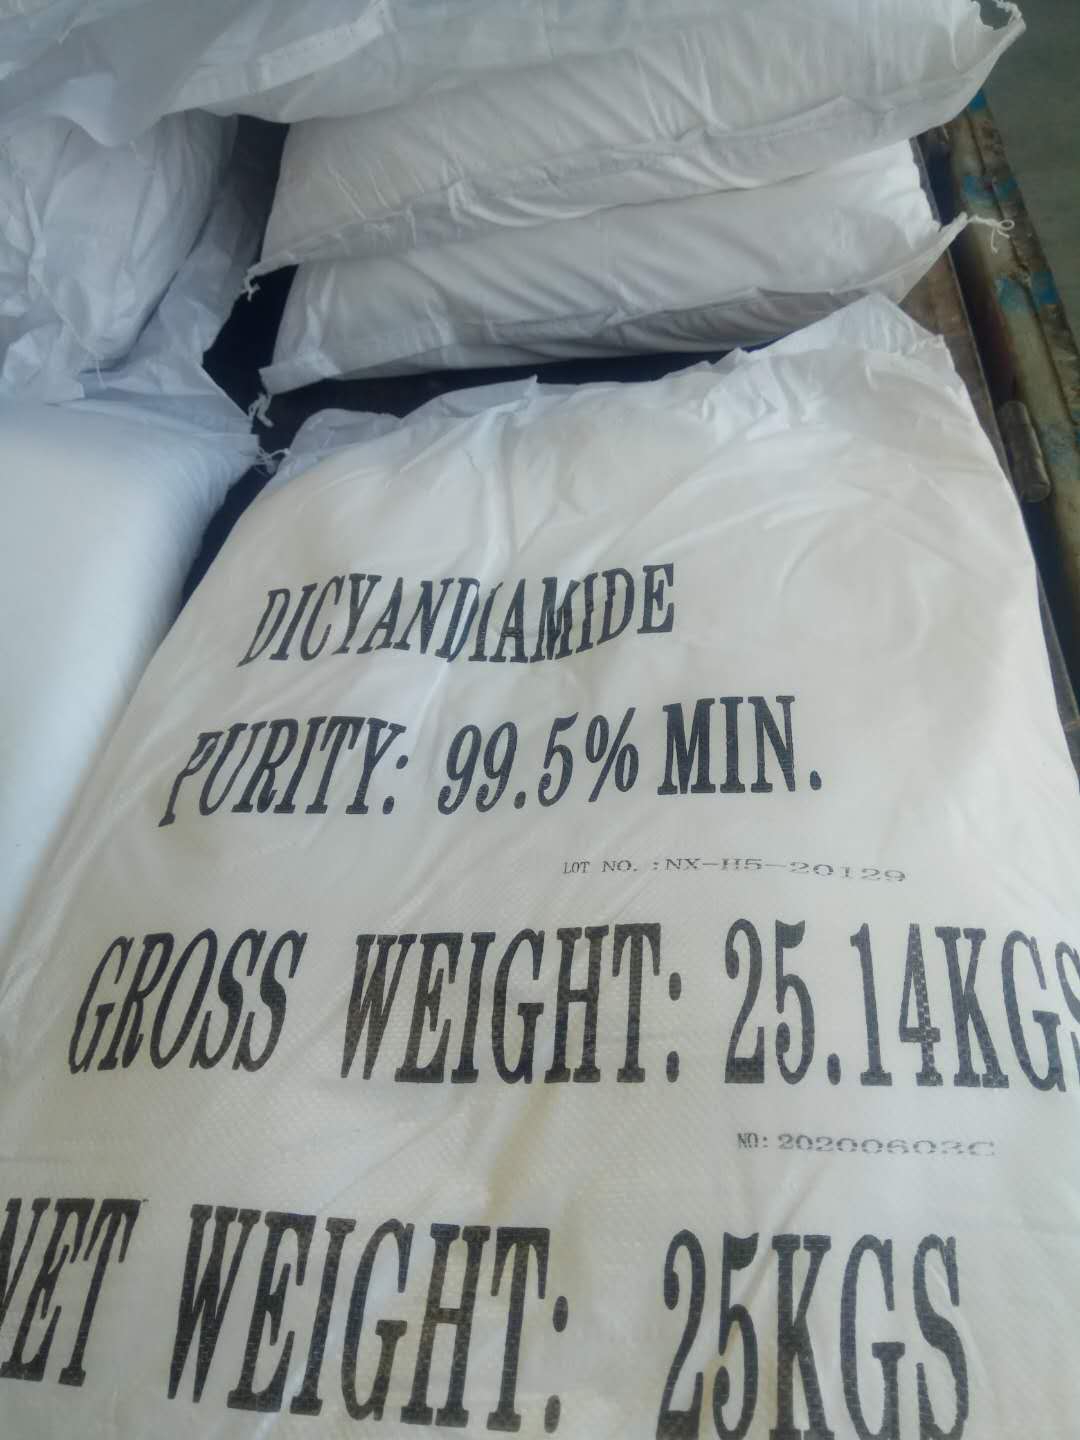 DICYANDIAMIDE
PURITY: 99.5% MIN.
LOT NO. :NX-H5-20129
GROSS WEIGHT: 25.14KGS
NO: 20200603C
NET WEIGHT: 25KGS